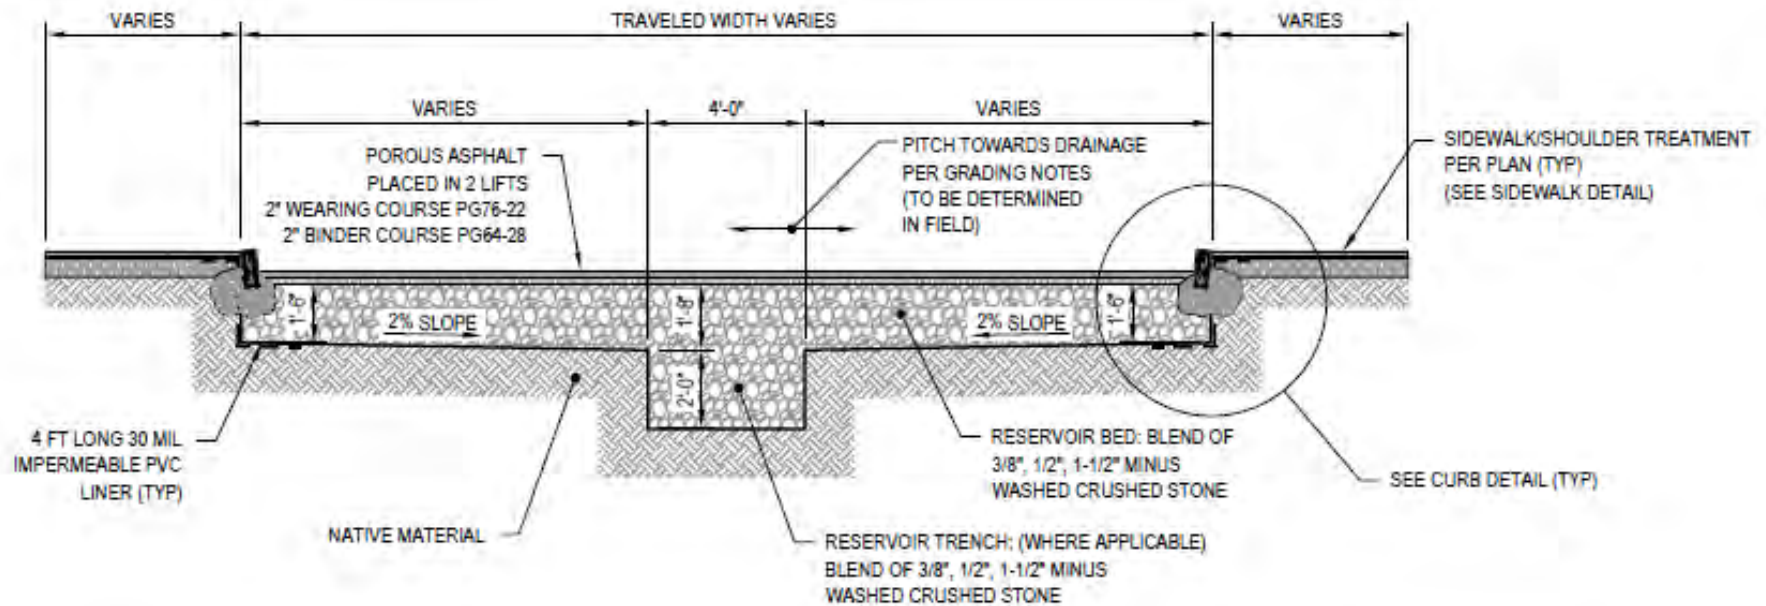 VARIES
TRAVELED WIDTH VARIES
VARIES
VARIES
4'-0"
VARIES
POROUS ASPHALT
PLACED IN 2 LIFTS
2" WEARING COURSE PG76-22
2" BINDER COURSE PG64-28
PITCH TOWARDS DRAINAGE
PER GRADING NOTES
(TO BE DETERMINED
IN FIELD)
SIDEWALK/SHOULDER TREATMENT
PER PLAN (TYP)
(SEE SIDEWALK DETAIL)
1'-6"
2% SLOPE
1'-8"
2% SLOPE
1'-6"
2'-0"
4 FT LONG 30 MIL
IMPERMEABLE PVC
LINER (TYP)
NATIVE MATERIAL
RESERVOIR BED: BLEND OF
3/8", 1/2", 1-1/2" MINUS
WASHED CRUSHED STONE
SEE CURB DETAIL (TYP)
RESERVOIR TRENCH: (WHERE APPLICABLE)
BLEND OF 3/8", 1/2", 1-1/2" MINUS
WASHED CRUSHED STONE